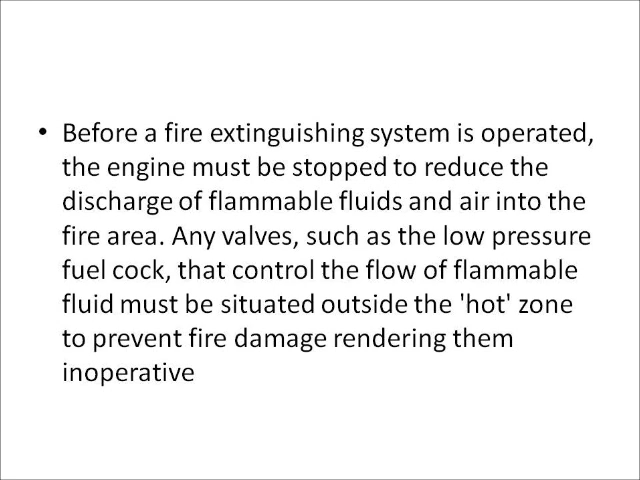 • Before a fire extinguishing system is operated,
the engine must be stopped to reduce the
discharge of flammable fluids and air into the
fire area. Any valves, such as the low pressure
fuel cock, that control the flow of flammable
fluid must be situated outside the 'hot' zone
to prevent fire damage rendering them
inoperative